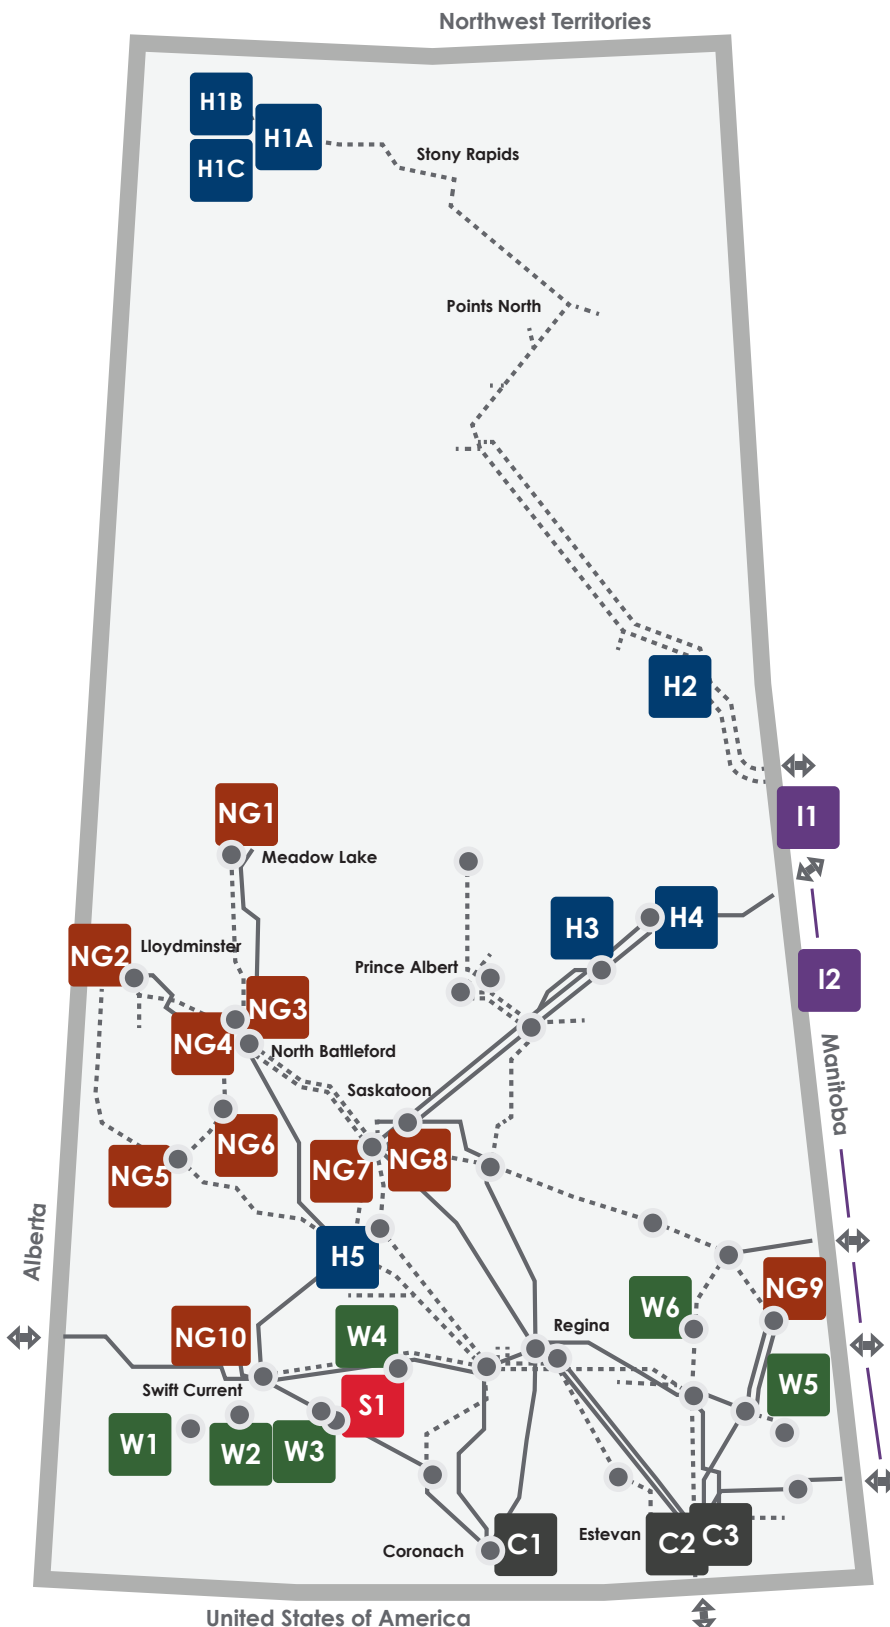 Northwest Territories
H1B
H1A
H1C
Stony Rapids
Points North
H2
I1
NG1
Meadow Lake
H3
H4
NG2
Lloydminster
Prince Albert
I2
NG3
NG4
North Battleford
Manitoba
Saskatoon
NG6
NG7
NG8
NG5
Alberta
H5
NG9
W6
NG10
W4
Regina
Swift Current
S1
W5
W1
W2
W3
Coronach
C1
Estevan
C2
C3
United States of America